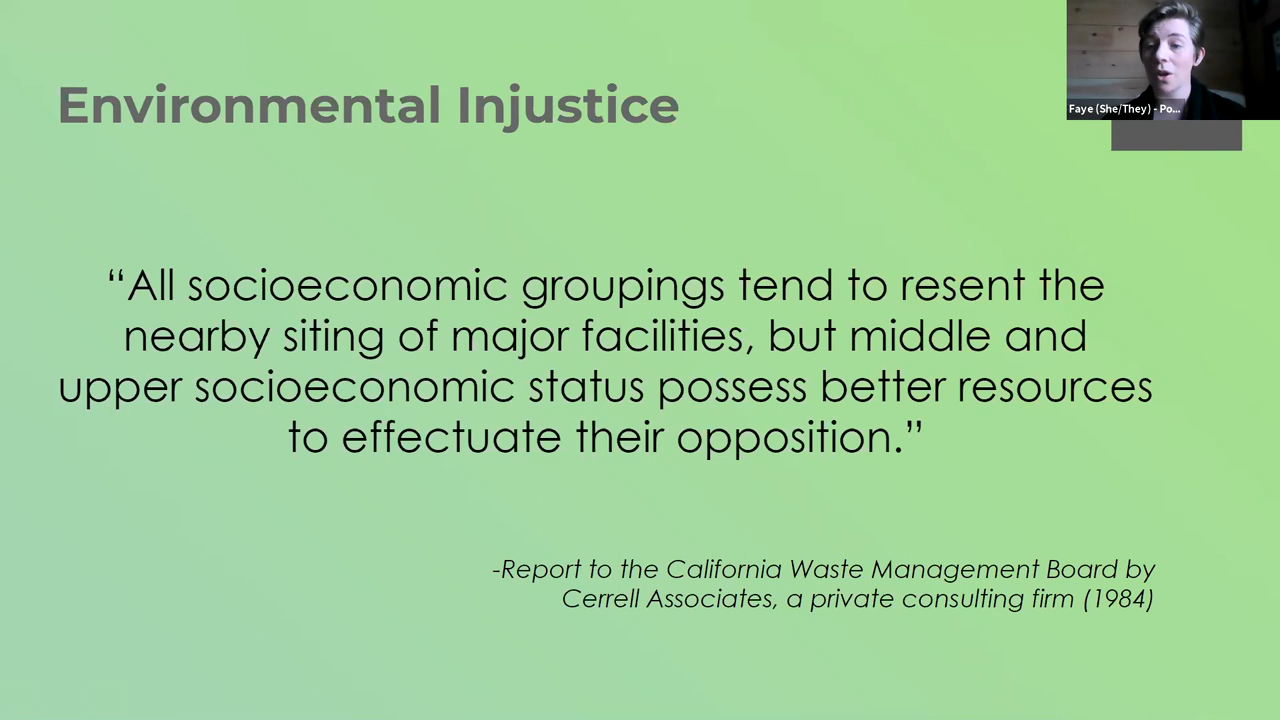 Environmental Injustice
Faye (She/They) - Po...
“All socioeconomic groupings tend to resent the
nearby siting of major facilities, but middle and
upper socioeconomic status possess better resources
to effectuate their opposition.”
-Report to the California Waste Management Board by
Cerrell Associates, a private consulting firm (1984)